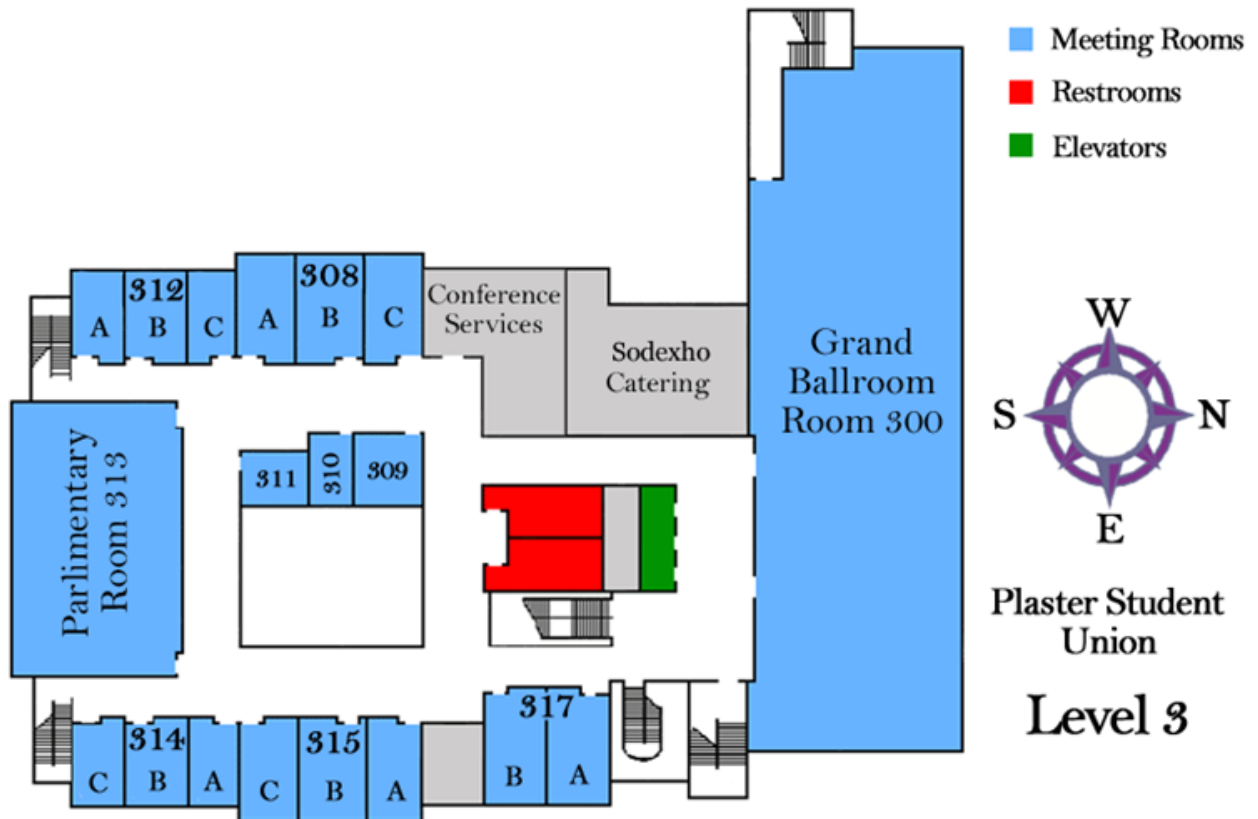 Meeting Rooms
Restrooms
Elevators
312
A
B
C
308
A
B
C
Conference
Services
Sodexho
Catering
Grand
Ballroom
Room 300
W
S
N
E
Parlimentary
Room 313
311
310
309
Plaster Student
Union
Level 3
314
C
B
A
315
C
B
A
317
B
A